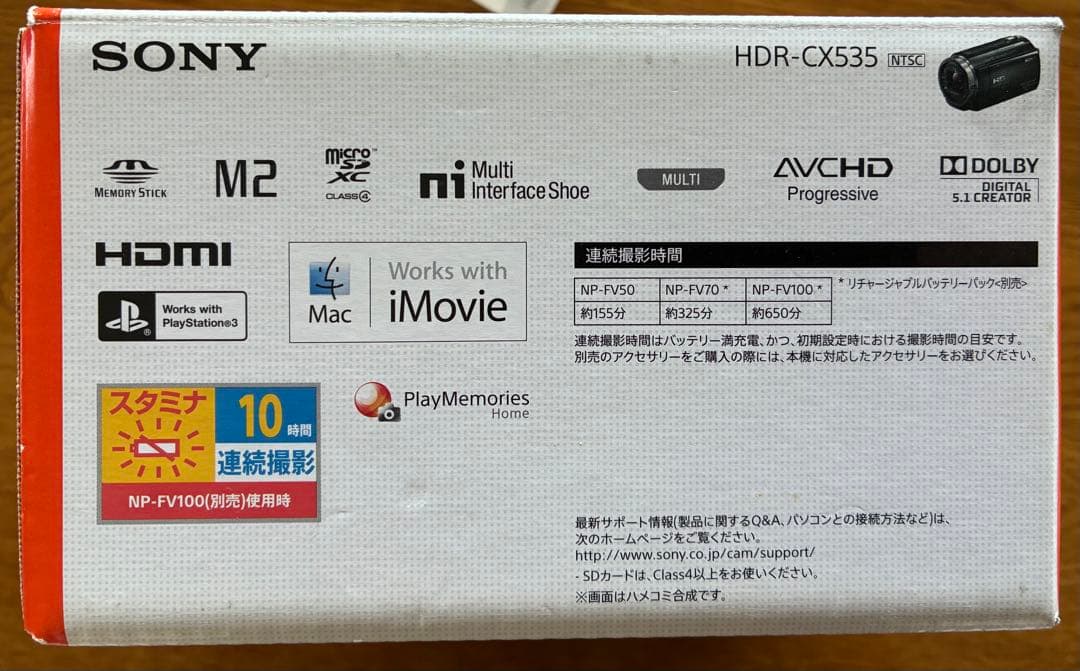 SONY
HDR-CX535 NTSC
HD
MEMORY STICK
M2
micro
SD
XC
CLASS4
TM
ni Multi
Interface Shoe
MULTI
AVCHD
Progressive
DOLBY
DIGITAL
5.1 CREATOR
HDMI
Works with
PlayStation®3
Mac
Works with
iMovie
連続撮影時間
NP-FV50 NP-FV70 * NP-FV100 *
約155分 約325分 約650分
* リチャージャブルバッテリーパック<別売>
連続撮影時間はバッテリー満充電、かつ、初期設定時における撮影時間の目安です。
別売のアクセサリーをご購入の際には、本機に対応したアクセサリーをお選びください。
スタミナ
10時間
連続撮影
NP-FV100(別売)使用時
PlayMemories
Home
最新サポート情報(製品に関するQ&A、パソコンとの接続方法など)は、
次のホームページをご覧ください。
http://www.sony.co.jp/cam/support/
- SDカードは、Class4以上をお使いください。
※画面はハメコミ合成です。